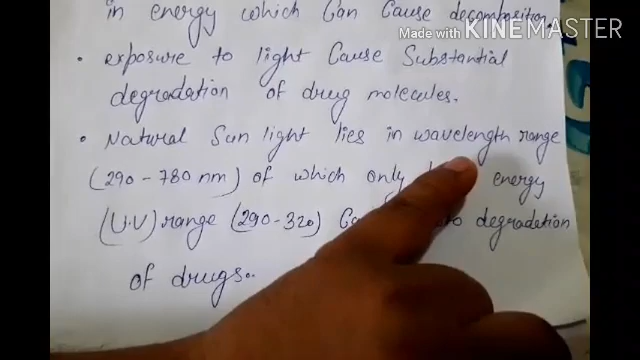 in energy which Can Cause decomposition.
Made with KINEMASTER
• exposure to light Cause Substantial
degradation of drug molecules.
• Natural Sun light lies in wavelength range
(290-780 nm) of which only energy
(U.V) range (290-320) degradation
of drugs..